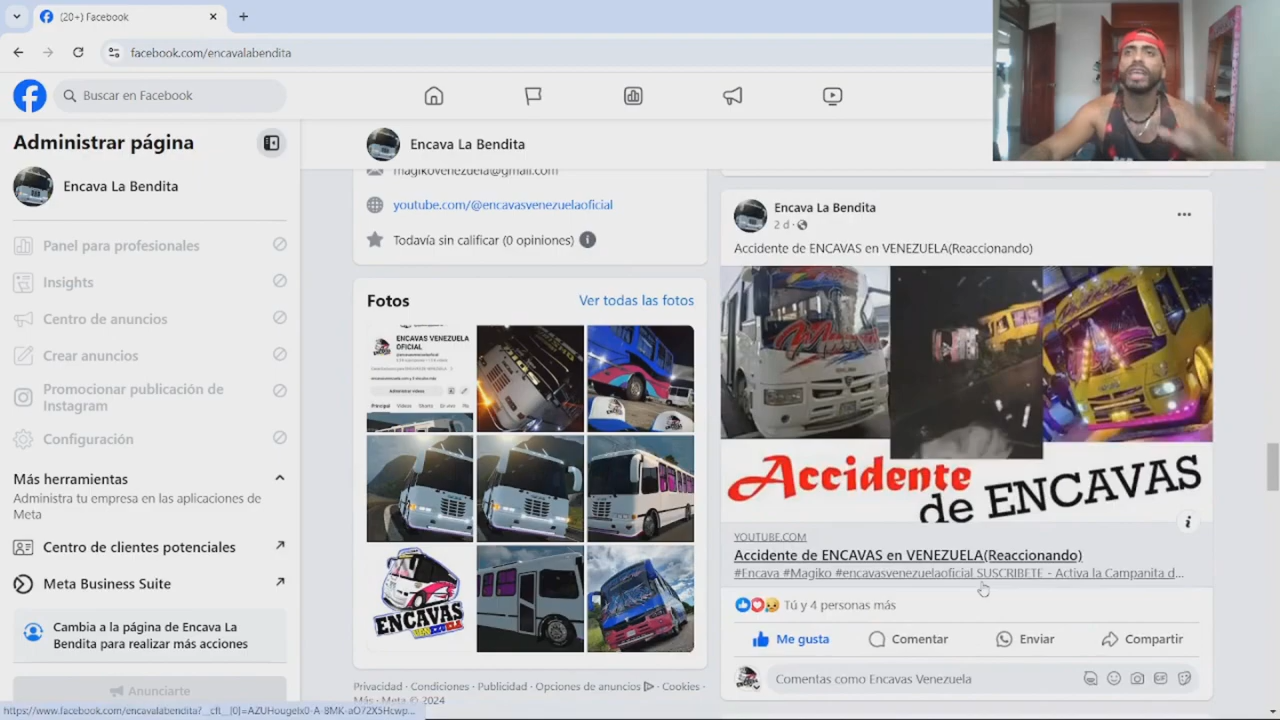 (20+) Facebook
facebook.com/encavalabendita
Buscar en Facebook
Administrar página
Encava La Bendita
Panel para profesionales
Insights
Centro de anuncios
Crear anuncios
Promocionar publicación de
Instagram
Configuración
Más herramientas
Administra tu empresa en las aplicaciones de
Meta
Centro de clientes potenciales
Meta Business Suite
Cambia a la página de Encava La
Bendita para realizar más acciones
Anunciarte
https://www.facebook.com/encavalabendita?
Encava La Bendita
magikovenezuela@gmail.com
youtube.com/@encavasvenezuelaoficial
Todavía sin calificar (0 opiniones)
Fotos
Ver todas las fotos
ENCAVAS VENEZUELA
OFICIAL
ENCAVAS
Privacidad · Condiciones · Publicidad · Opciones de anuncios · Cookies ·
Más · Meta © 2024
Encava La Bendita
2 d ·
Accidente de ENCAVAS en VENEZUELA(Reaccionando)
Accidente
de ENCAVAS
YOUTUBE.COM
Accidente de ENCAVAS en VENEZUELA(Reaccionando)
#Encava #Magiko #encavasvenezuelaoficial SUSCRIBETE - Activa la Campanita d...
Tú y 4 personas más
Me gusta
Comentar
Enviar
Compartir
Comentas como Encavas Venezuela